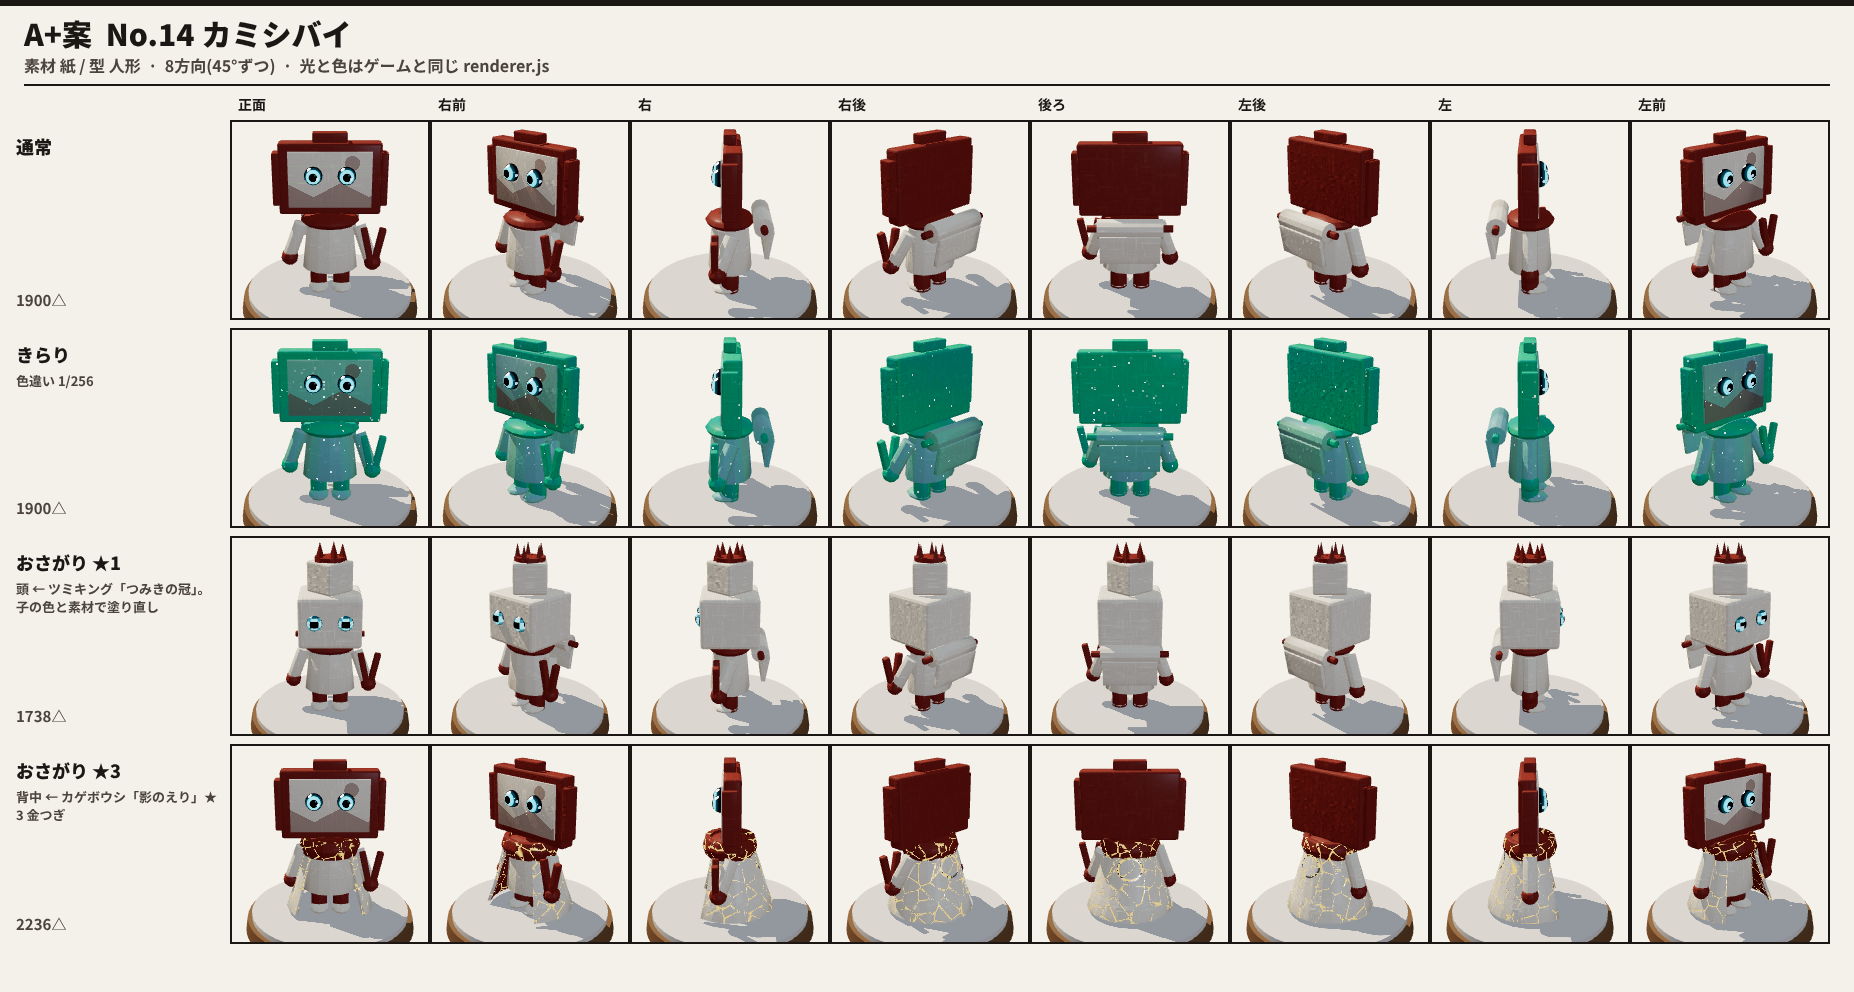 A+案 No.14 カミシバイ
素材 紙 / 型 人形 ・ 8方向(45°ずつ) ・ 光と色はゲームと同じ renderer.js
正面 右前 右 右後 後ろ 左後 左 左前
通常
1900△
きらり
色違い 1/256
1900△
おさがり ★1
頭 ← ツミキング「つみきの冠」。
子の色と素材で塗り直し
1738△
おさがり ★3
背中 ← カゲボウシ「影のえり」★
3 金つぎ
2236△